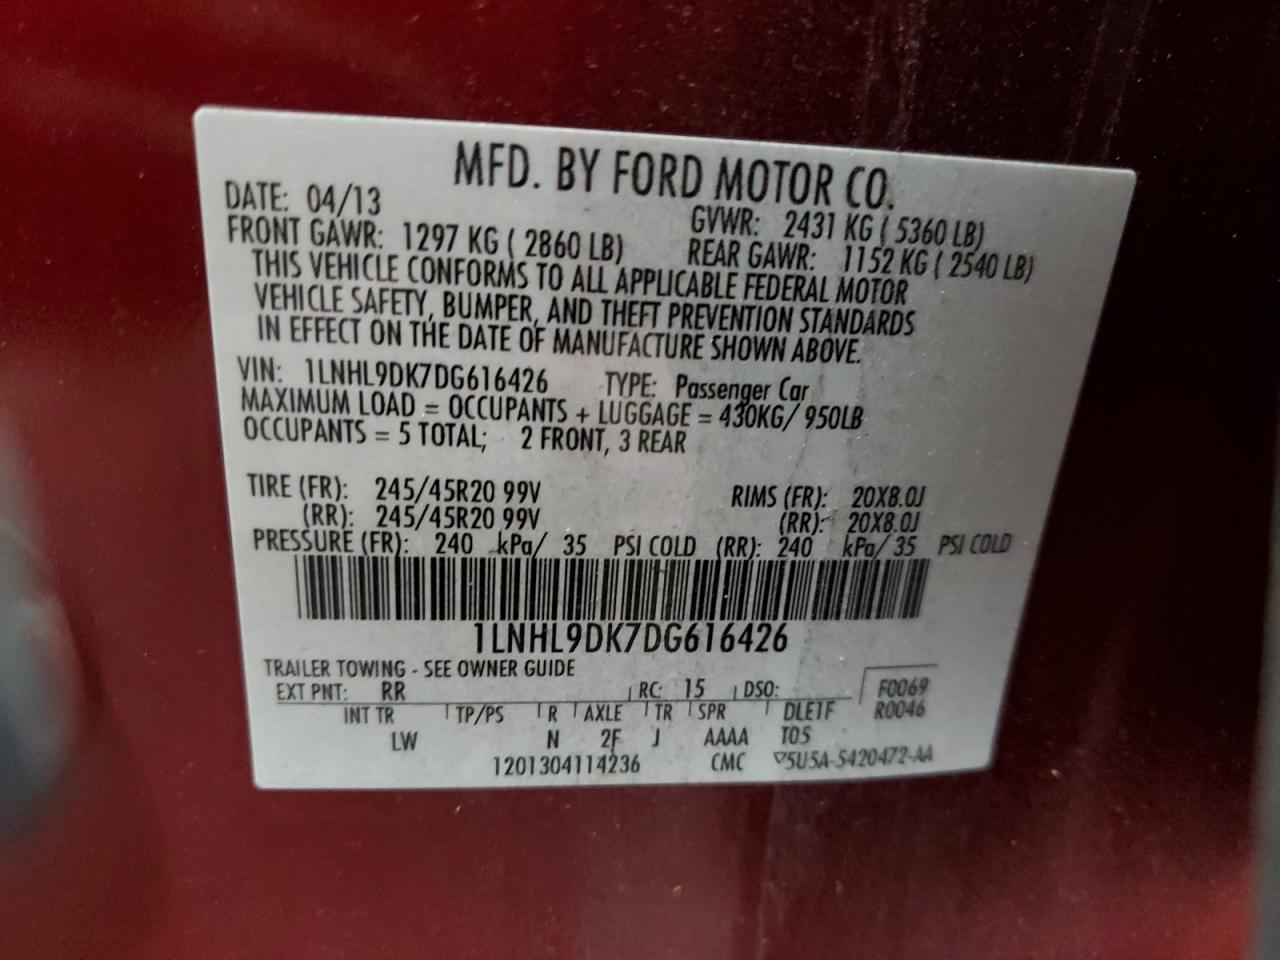 MFD. BY FORD MOTOR CO.
DATE: 04/13 GVWR: 2431 KG ( 5360 LB)
FRONT GAWR: 1297 KG ( 2860 LB) REAR GAWR: 1152 KG ( 2540 LB)
THIS VEHICLE CONFORMS TO ALL APPLICABLE FEDERAL MOTOR
VEHICLE SAFETY, BUMPER, AND THEFT PREVENTION STANDARDS
IN EFFECT ON THE DATE OF MANUFACTURE SHOWN ABOVE.
VIN: 1LNHL9DK7DG616426 TYPE: Passenger Car
MAXIMUM LOAD = OCCUPANTS + LUGGAGE = 430KG/ 950LB
OCCUPANTS = 5 TOTAL; 2 FRONT, 3 REAR
TIRE (FR): 245/45R20 99V RIMS (FR): 20X8.0J
(RR): 245/45R20 99V (RR): 20X8.0J
PRESSURE (FR): 240 kPa/ 35 PSI COLD (RR): 240 kPa/ 35 PSI COLD
1LNHL9DK7DG616426
TRAILER TOWING - SEE OWNER GUIDE
EXT PNT: RR RC: 15 DSO: F0069
INT TR TP/PS R AXLE TR SPR R0046
LW N 2F J AAAA T05
1201304114236 CMC 5U5A-5420472-AA